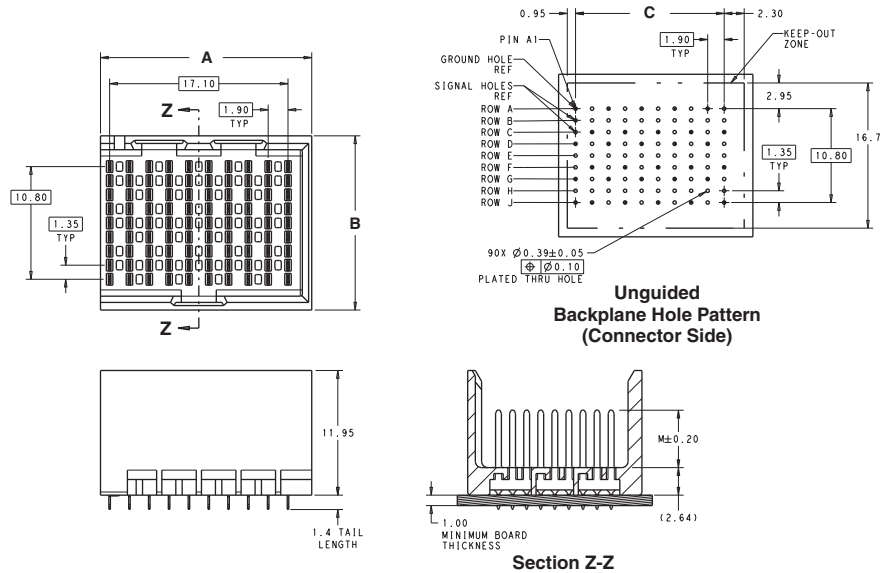 A
17.10
Z
1.90
TYP
10.80
1.35
TYP
B
Z
0.95
C
2.30
PIN A1
1.90
TYP
KEEP-OUT
ZONE
GROUND HOLE
REF
SIGNAL HOLES
REF
2.95
ROW A
ROW B
ROW C
ROW D
ROW E
ROW F
ROW G
ROW H
ROW J
16.7
1.35
TYP
10.80
90X Ø0.39±0.05
⌖ Ø0.10
PLATED THRU HOLE
Unguided
Backplane Hole Pattern
(Connector Side)
11.95
1.4 TAIL
LENGTH
M±0.20
(2.64)
1.00
MINIMUM BOARD
THICKNESS
Section Z-Z